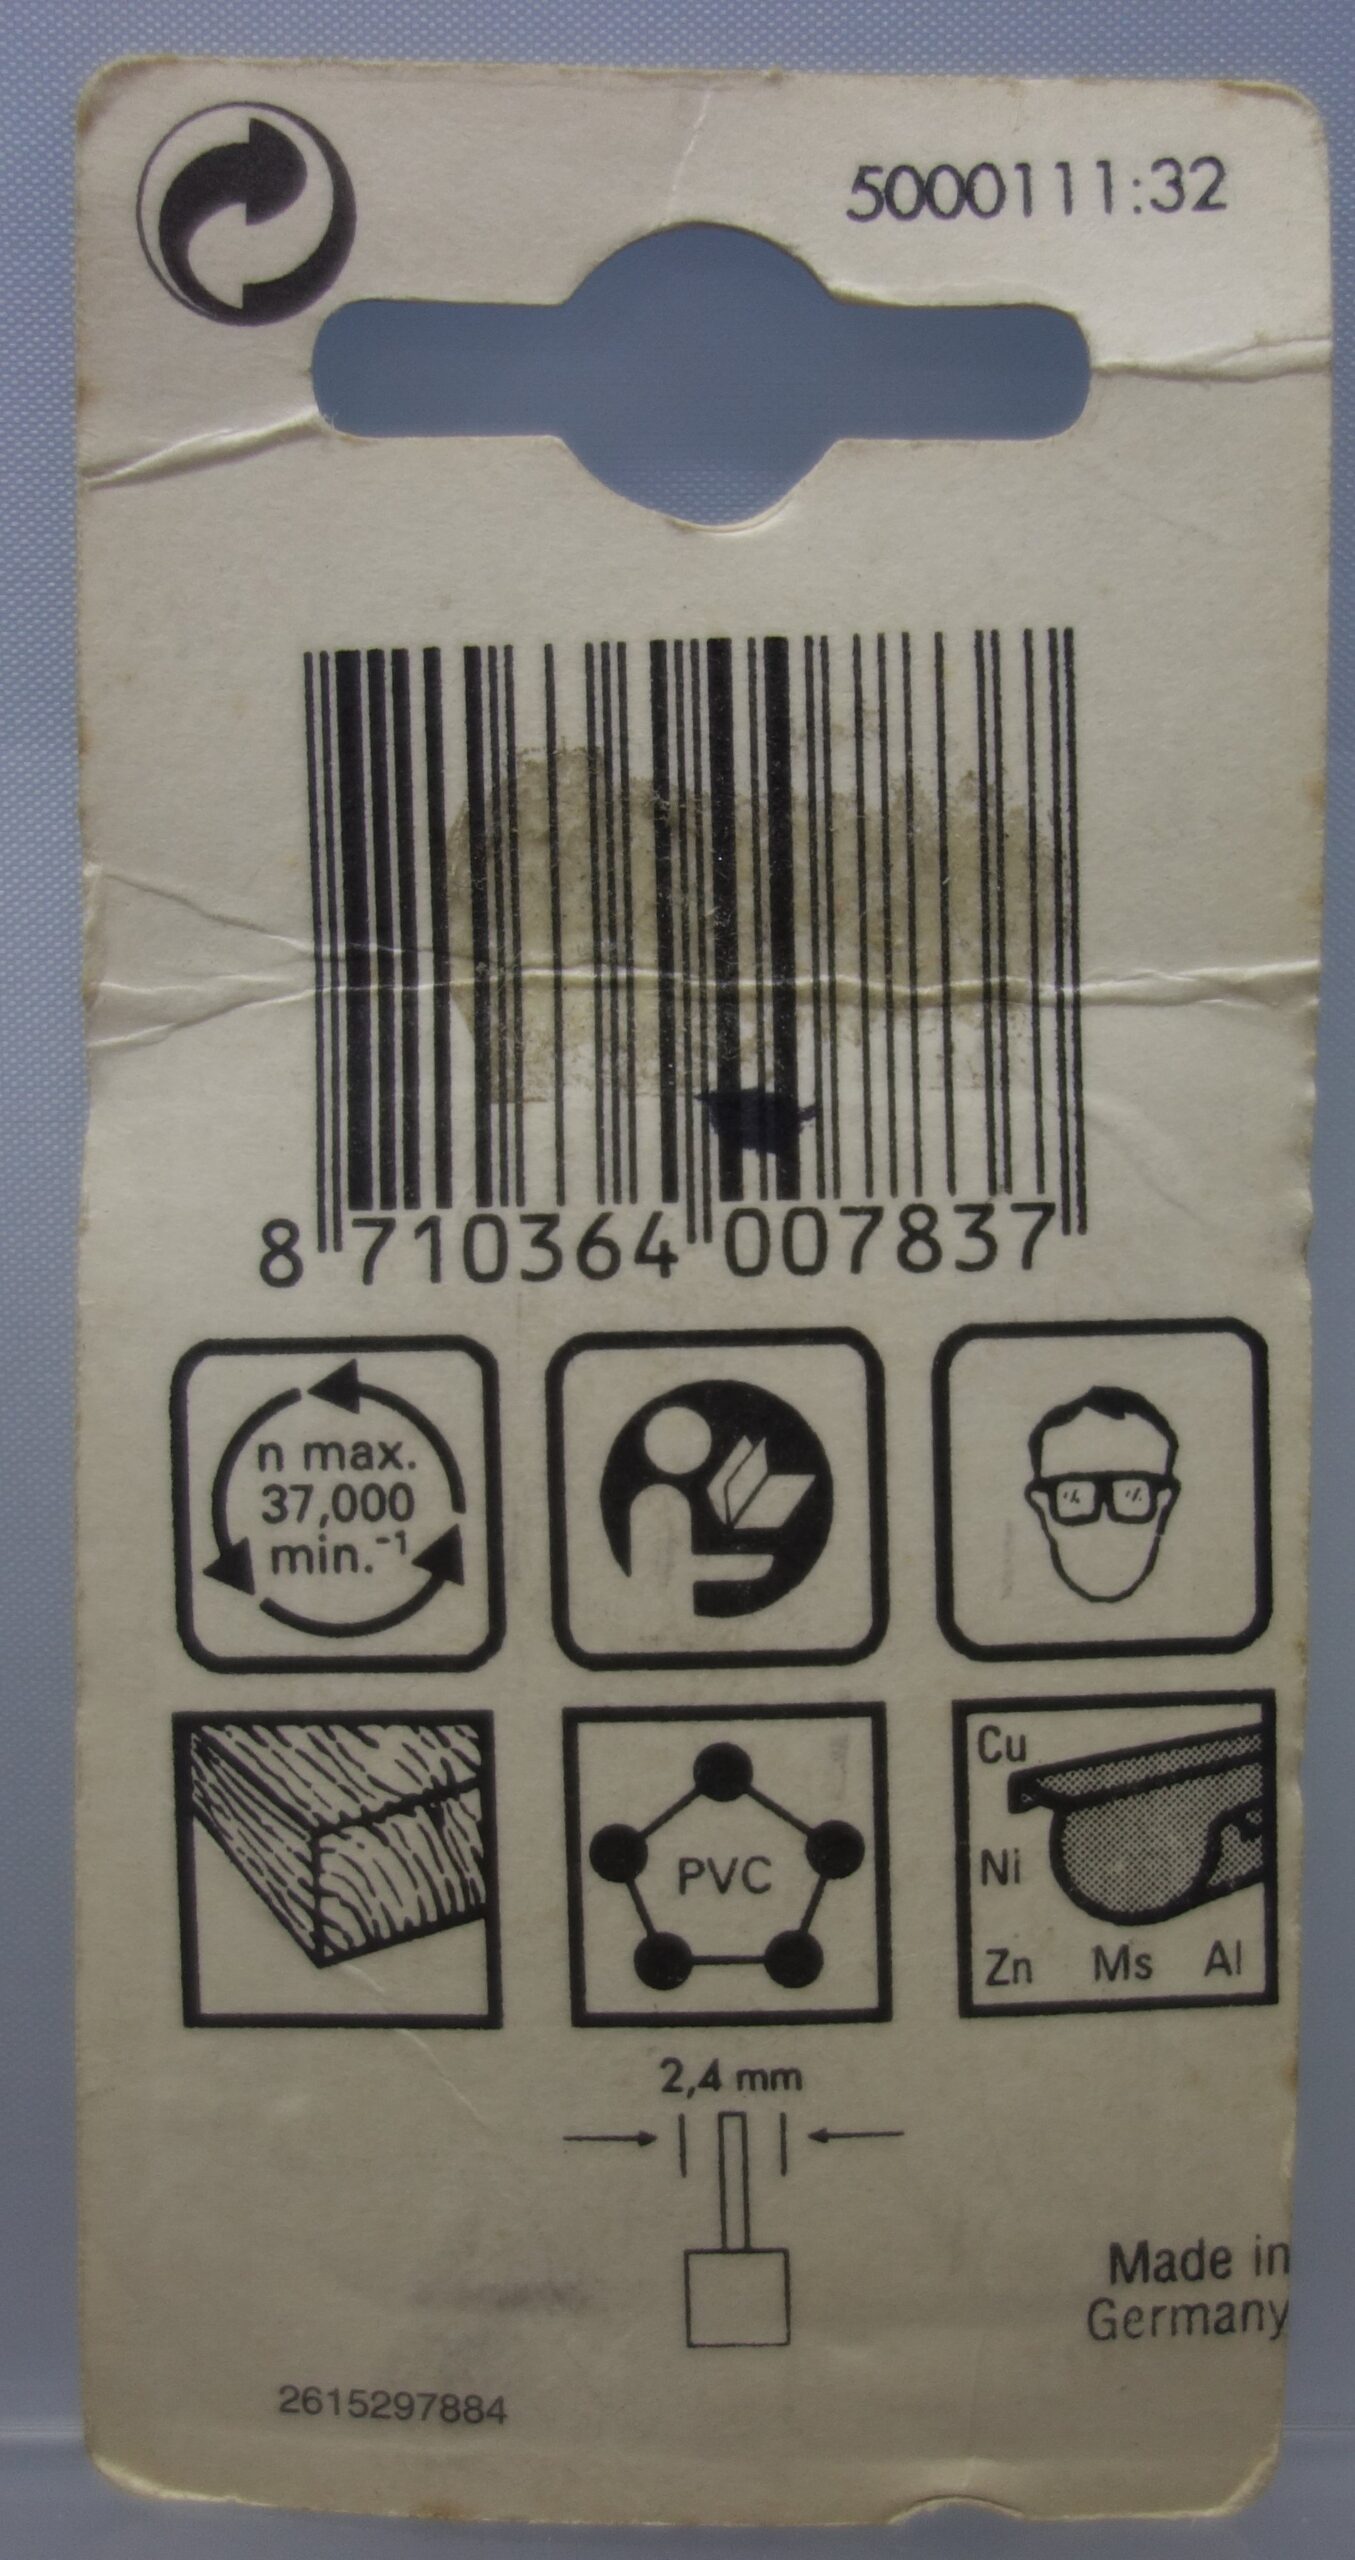 5000111:32
8 710364 007837
n max.
37,000
min.⁻¹
PVC
Cu
Ni
Zn Ms Al
2,4 mm
Made in
Germany
2615297884